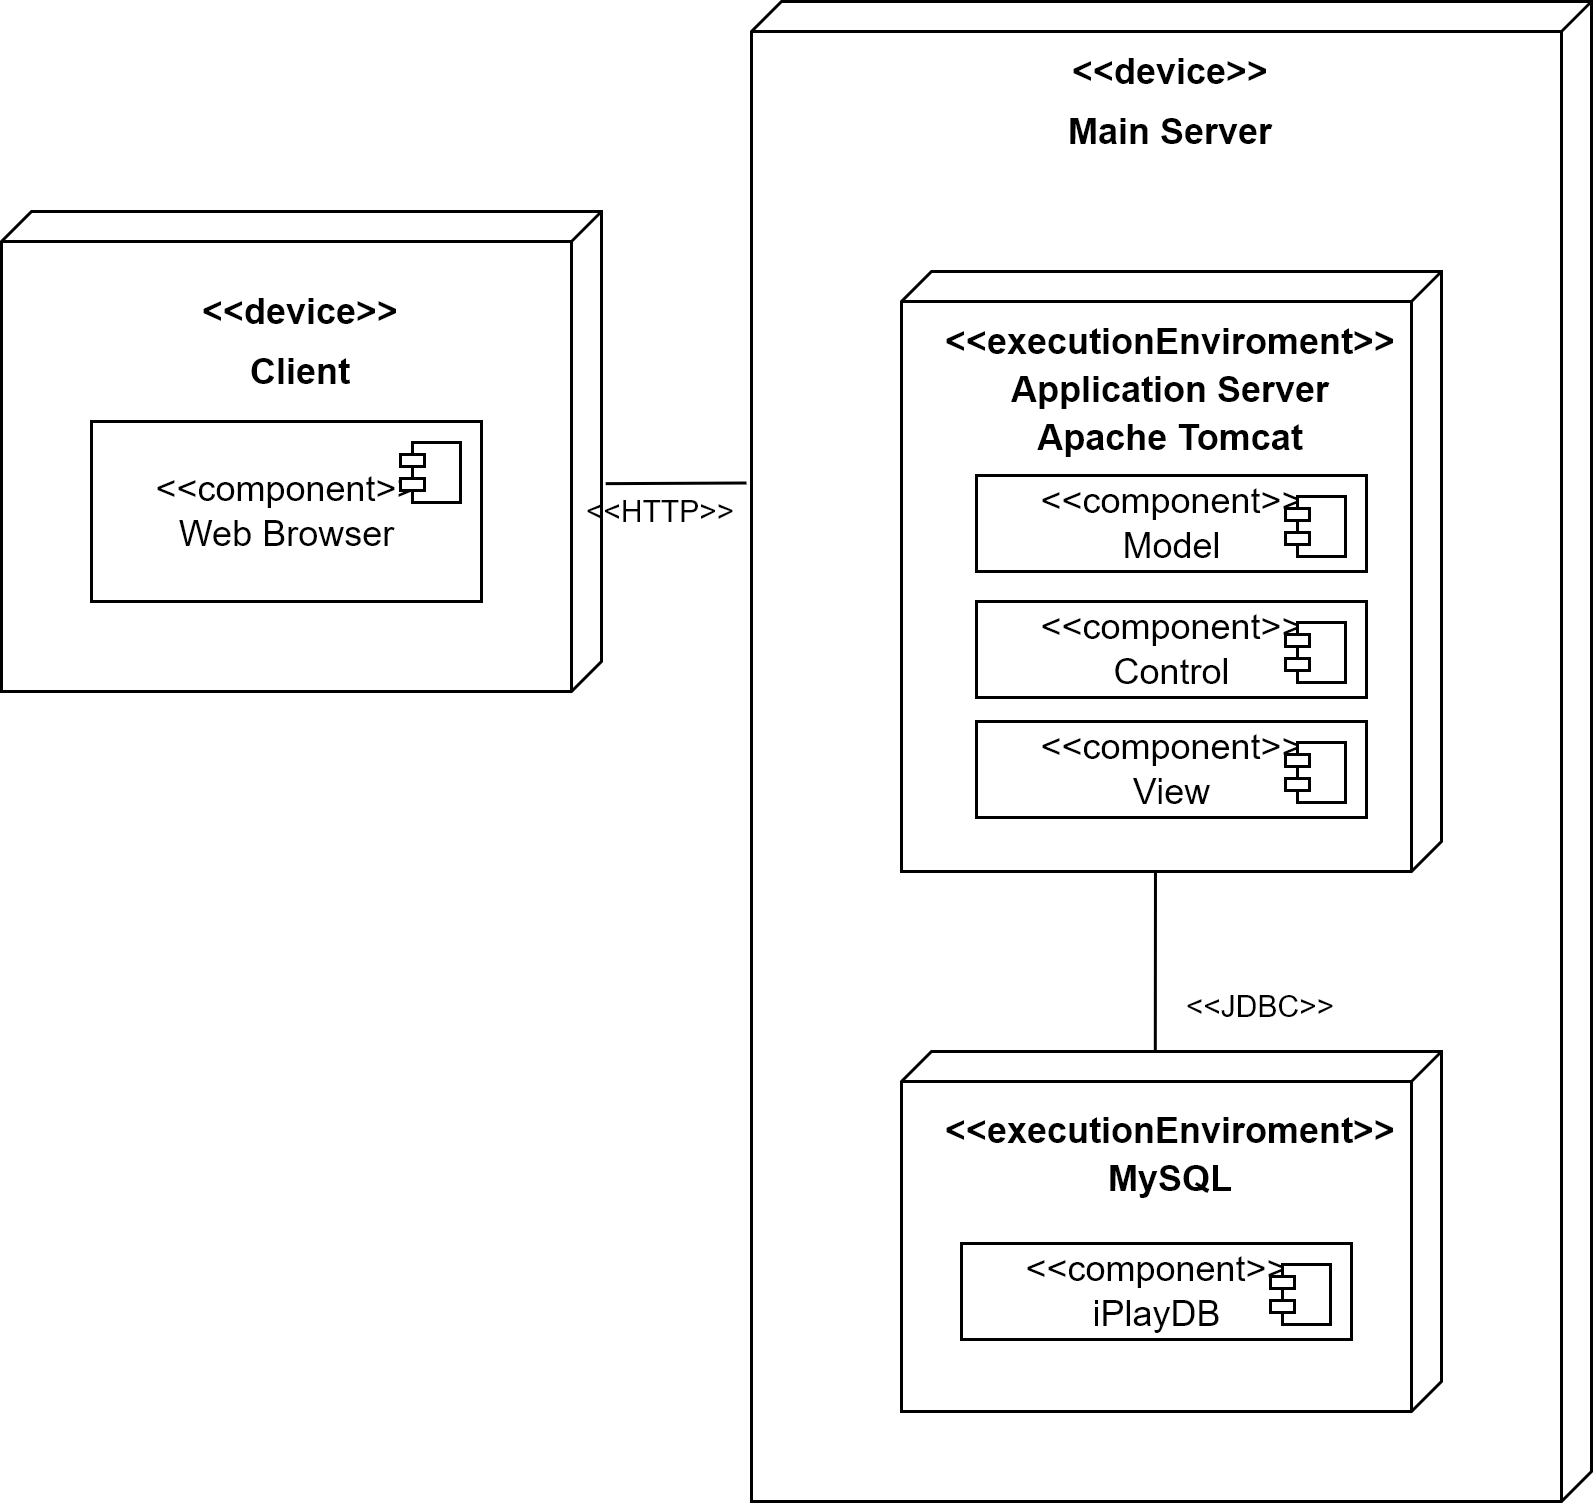 <<device>>
Main Server
<<device>>
Client
<<component>>
Web Browser
<<HTTP>>
<<executionEnviroment>>
Application Server
Apache Tomcat
<<component>>
Model
<<component>>
Control
<<component>>
View
<<JDBC>>
<<executionEnviroment>>
MySQL
<<component>>
iPlayDB